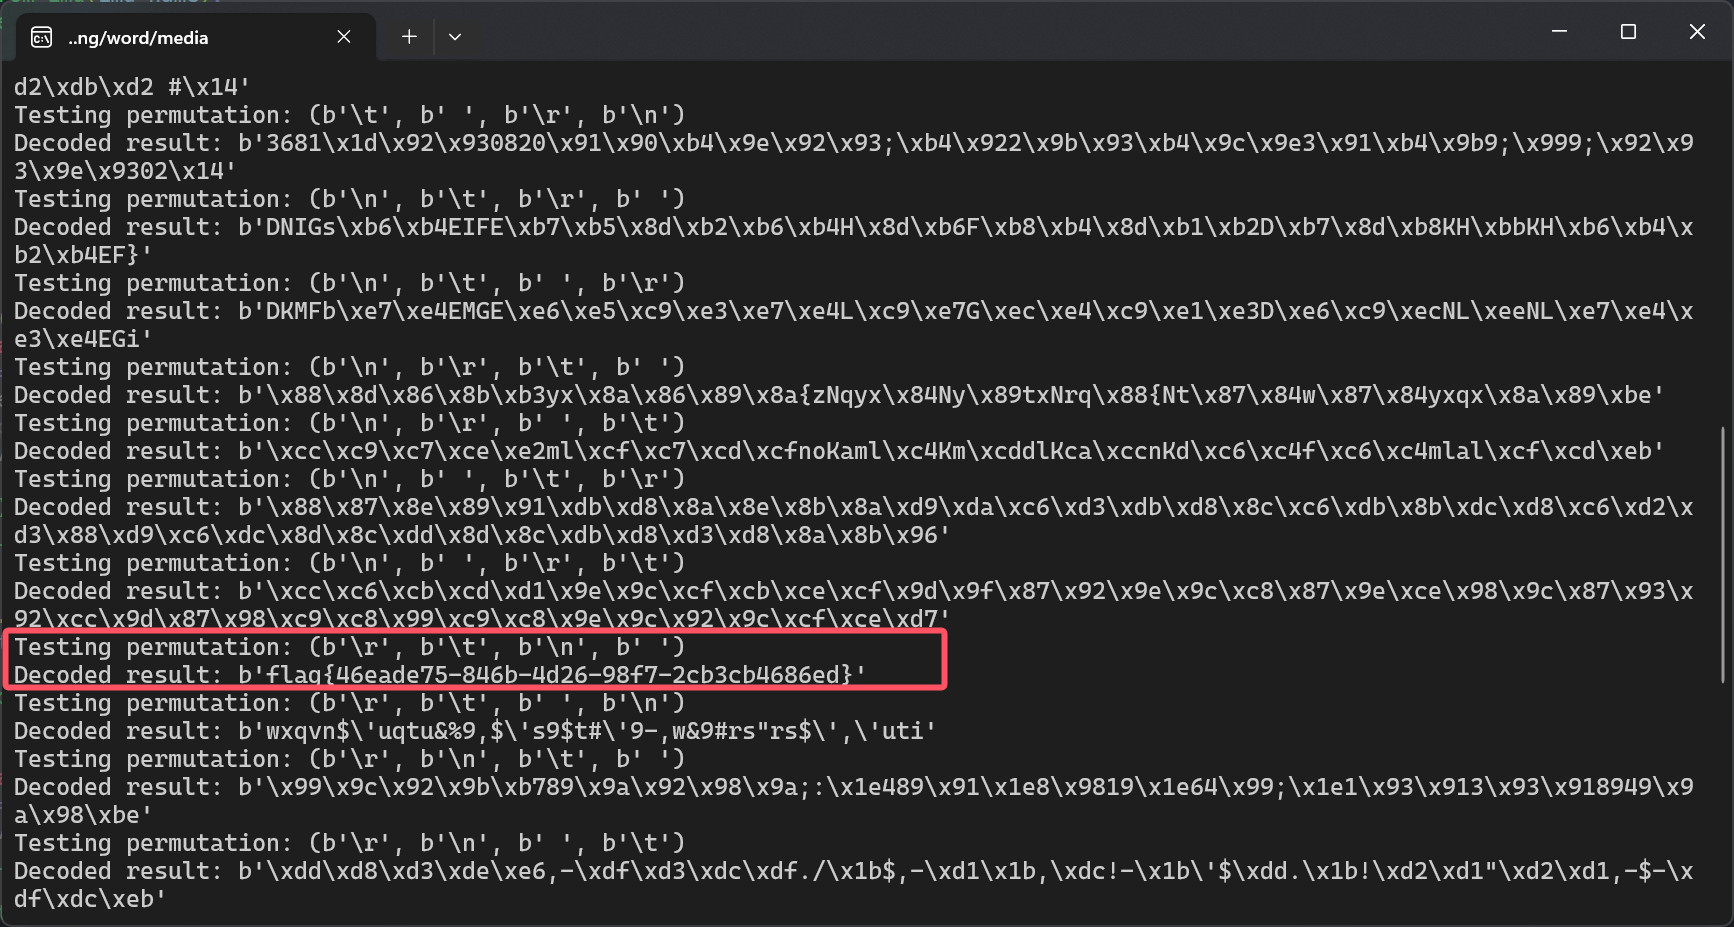 ..ng/word/media
d2\xdb\xd2 #\x14'
Testing permutation: (b'\t', b' ', b'\r', b'\n')
Decoded result: b'3681\x1d\x92\x930820\x91\x90\xb4\x9e\x92\x93;\xb4\x922\x9b\x93\xb4\x9c\x9e3\x91\xb4\x9b9;\x999;\x92\x9
3\x9e\x9302\x14'
Testing permutation: (b'\n', b'\t', b'\r', b' ')
Decoded result: b'DNIGs\xb6\xb4EIFE\xb7\xb5\x8d\xb2\xb6\xb4H\x8d\xb6F\xb8\xb4\x8d\xb1\xb2D\xb7\x8d\xb8KH\xbbKH\xb6\xb4\x
b2\xb4EF}'
Testing permutation: (b'\n', b'\t', b' ', b'\r')
Decoded result: b'DKMFb\xe7\xe4EMGE\xe6\xe5\xc9\xe3\xe7\xe4L\xc9\xe7G\xec\xe4\xc9\xe1\xe3D\xe6\xc9\xecNL\xeeNL\xe7\xe4\x
e3\xe4EGi'
Testing permutation: (b'\n', b'\r', b'\t', b' ')
Decoded result: b'\x88\x8d\x86\x8b\xb3yx\x8a\x86\x89\x8a{zNqyx\x84Ny\x89txNrq\x88{Nt\x87\x84w\x87\x84yxqx\x8a\x89\xbe'
Testing permutation: (b'\n', b'\r', b' ', b'\t')
Decoded result: b'\xcc\xc9\xc7\xce\xe2ml\xcf\xc7\xcd\xcfnoKaml\xc4Km\xcddlKca\xccnKd\xc6\xc4f\xc6\xc4mlal\xcf\xcd\xeb'
Testing permutation: (b'\n', b' ', b'\t', b'\r')
Decoded result: b'\x88\x87\x8e\x89\x91\xdb\xd8\x8a\x8e\x8b\x8a\xd9\xda\xc6\xd3\xdb\xd8\x8c\xc6\xdb\x8b\xdc\xd8\xc6\xd2\x
d3\x88\xd9\xc6\xdc\x8d\x8c\xdd\x8d\x8c\xdb\xd8\xd3\xd8\x8a\x8b\x96'
Testing permutation: (b'\n', b' ', b'\r', b'\t')
Decoded result: b'\xcc\xc6\xcb\xcd\xd1\x9e\x9c\xcf\xcb\xce\xcf\x9d\x9f\x87\x92\x9e\x9c\xc8\x87\x9e\xce\x98\x9c\x87\x93\x
92\xcc\x9d\x87\x98\xc9\xc8\x99\xc9\xc8\x9e\x9c\x92\x9c\xcf\xce\xd7'
Testing permutation: (b'\r', b'\t', b'\n', b' ')
Decoded result: b'flag{46eade75-846b-4d26-98f7-2cb3cb4686ed}'
Testing permutation: (b'\r', b'\t', b' ', b'\n')
Decoded result: b'wxqvn$\'uqtu&%9,$\'s9$t#\'9-,w&9#rs"rs$\',\'uti'
Testing permutation: (b'\r', b'\n', b'\t', b' ')
Decoded result: b'\x99\x9c\x92\x9b\xb789\x9a\x92\x98\x9a;:\x1e489\x91\x1e8\x9819\x1e64\x99;\x1e1\x93\x913\x93\x918949\x9
a\x98\xbe'
Testing permutation: (b'\r', b'\n', b' ', b'\t')
Decoded result: b'\xdd\xd8\xd3\xde\xe6,-\xdf\xd3\xdc\xdf./\x1b$,-\xd1\x1b,\xdc!-\x1b\'$\xdd.\x1b!\xd2\xd1"\xd2\xd1,-$-\x
df\xdc\xeb'